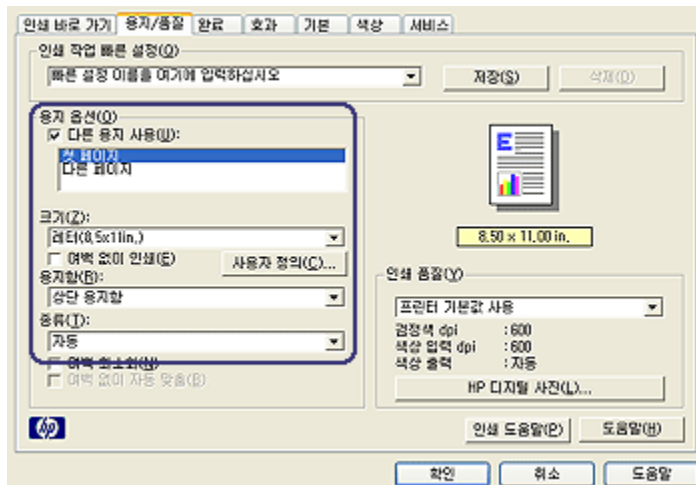 인쇄 바로 가기 용지/품질 완료 효과 기본 색상 서비스
인쇄 작업 빠른 설정(Q)
빠른 설정 이름을 여기에 입력하십시오
저장(S) 삭제(D)
용지 옵션(O)
다른 용지 사용(U):
첫 페이지
다른 페이지
크기(Z):
레터(8,5x11in,)
여백 없이 인쇄(E)
사용자 정의(C)...
용지함(R):
상단 용지함
종류(T):
자동
여백 최소화(N)
여백 없이 자동 맞춤(B)
E
8.50 × 11.00 in.
인쇄 품질(Y)
프린터 기본값 사용
검정색 dpi : 600
색상 입력 dpi : 600
색상 출력 : 자동
HP 디지털 사진(L)...
hp
인쇄 도움말(P) 도움말(H)
확인 취소 도움말